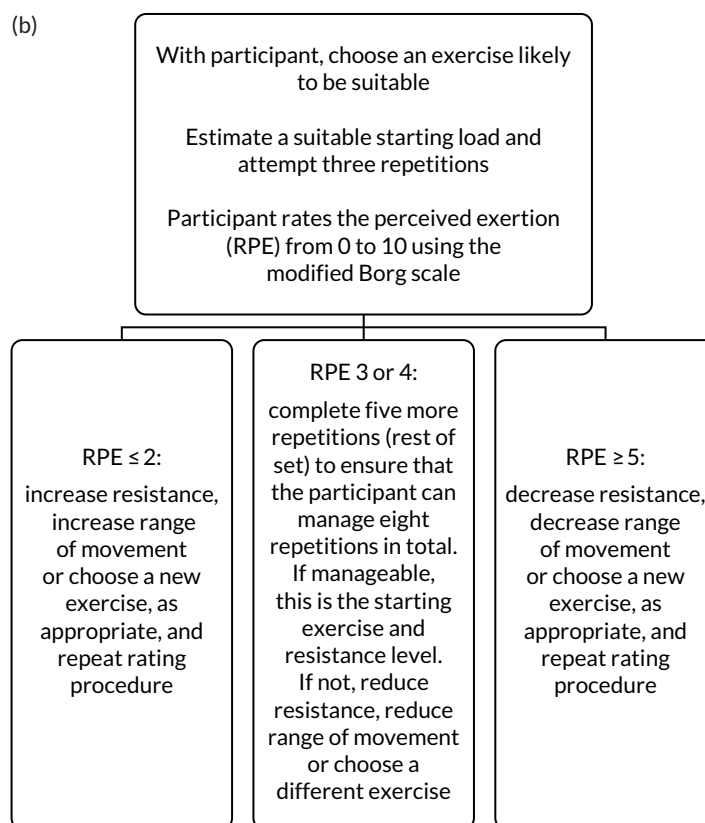 (b)
With participant, choose an exercise likely
to be suitable
Estimate a suitable starting load and
attempt three repetitions
Participant rates the perceived exertion
(RPE) from 0 to 10 using the
modified Borg scale
RPE ≤ 2:
increase resistance,
increase range
of movement
or choose a new
exercise, as
appropriate, and
repeat rating
procedure
RPE 3 or 4:
complete five more
repetitions (rest of
set) to ensure that
the participant can
manage eight
repetitions in total.
If manageable,
this is the starting
exercise and
resistance level.
If not, reduce
resistance, reduce
range of movement
or choose a
different exercise
RPE ≥ 5:
decrease resistance,
decrease range
of movement
or choose a new
exercise, as
appropriate, and
repeat rating
procedure